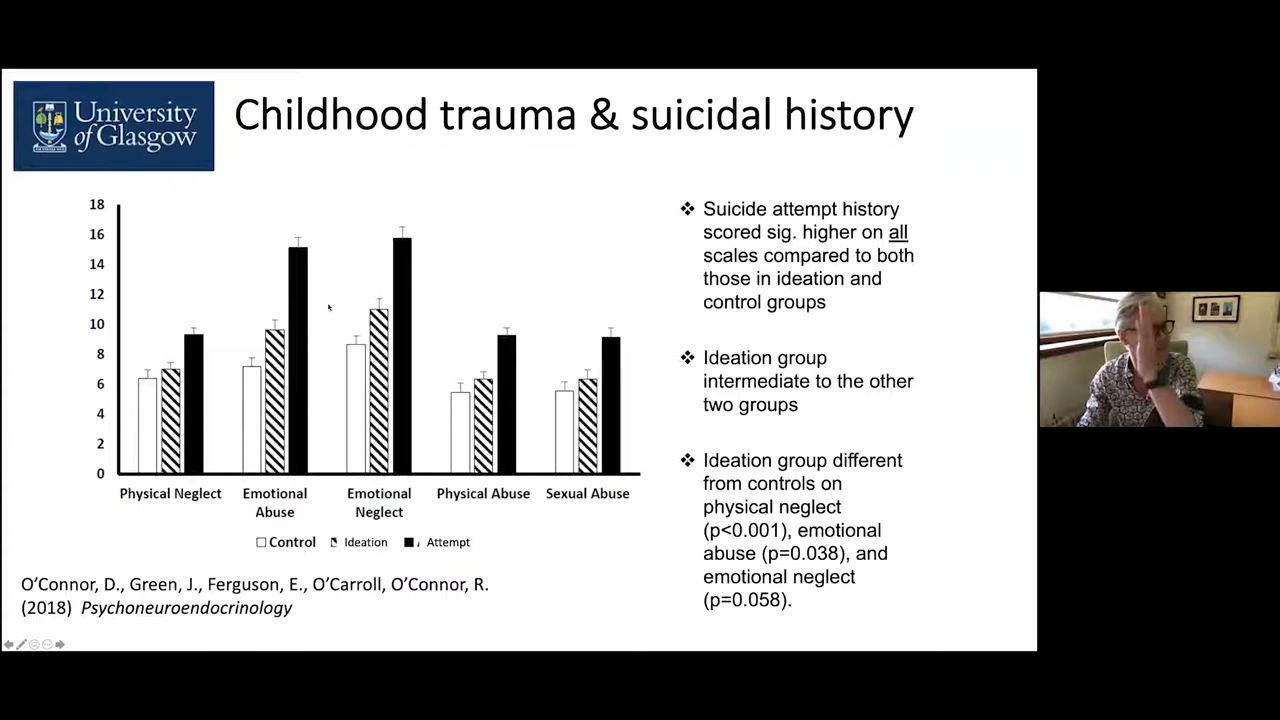 University
of Glasgow
Childhood trauma & suicidal history
18
16
14
12
10
8
6
4
2
0
Physical Neglect
Emotional
Abuse
Emotional
Neglect
Physical Abuse
Sexual Abuse
Control
Ideation
Attempt
O'Connor, D., Green, J., Ferguson, E., O'Carroll, O'Connor, R.
(2018) Psychoneuroendocrinology
❖ Suicide attempt history
scored sig. higher on all
scales compared to both
those in ideation and
control groups
❖ Ideation group
intermediate to the other
two groups
❖ Ideation group different
from controls on
physical neglect
(p<0.001), emotional
abuse (p=0.038), and
emotional neglect
(p=0.058).